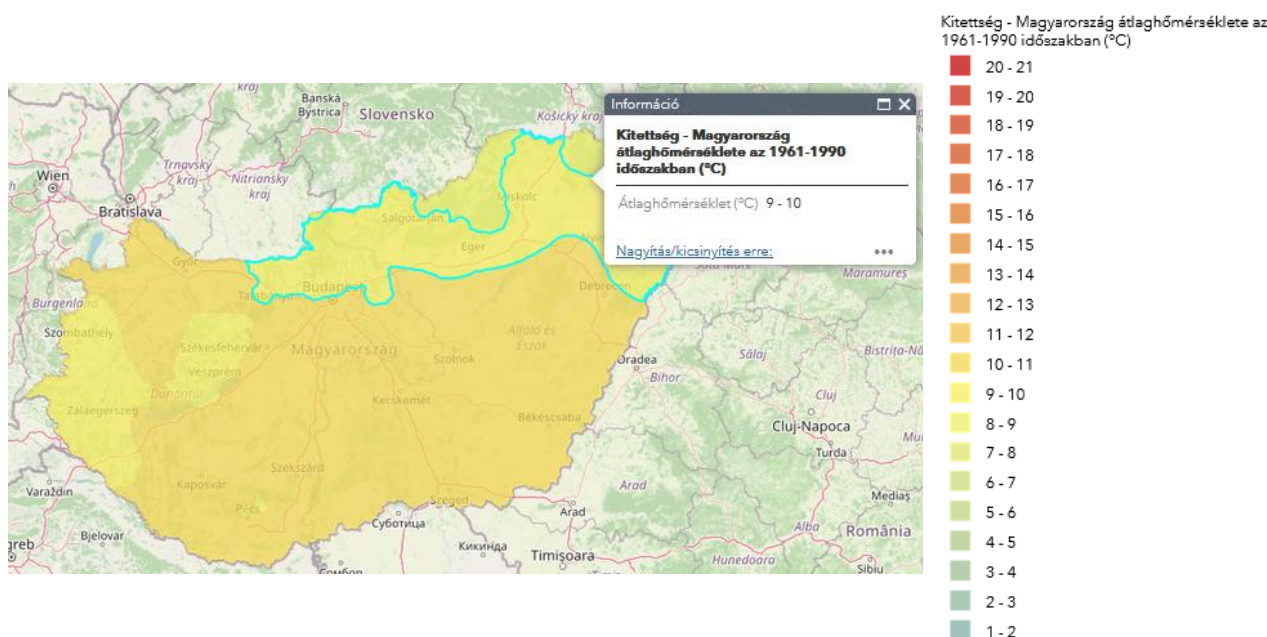 Kitettség - Magyarország átlaghőmérséklete az
1961-1990 időszakban (°C)
20 - 21
19 - 20
18 - 19
17 - 18
16 - 17
15 - 16
14 - 15
13 - 14
12 - 13
11 - 12
10 - 11
9 - 10
8 - 9
7 - 8
6 - 7
5 - 6
4 - 5
3 - 4
2 - 3
1 - 2
Információ
Kitettség - Magyarország
átlaghőmérséklete az 1961-1990
időszakban (°C)
Átlaghőmérséklet (°C) 9 - 10
Nagyítás/kicsinyítés erre:
kraj
Banská
Bystrica
Slovensko
Košický kraj
Trnavský
kraj
Nitriansky
kraj
Wien
Bratislava
Miskolc
Salgótarján
Eger
Győr
Tatabánya
Budapest
Debrecen
Satu Mare
Maramureș
Burgenland
Szombathely
Székesfehérvár
Veszprém
Magyarország
Alföld és
Észak
Szolnok
Oradea
Sălaj
Bihor
Dunántúl
Zalaegerszeg
Kecskemét
Békéscsaba
Cluj
Cluj-Napoca
Turda
Szekszárd
Kaposvár
Pécs
Szeged
Arad
Arad
Mediaș
Varaždin
Bjelovar
Суботица
Кикинда
Timișoara
Alba
România
Hunedoara
Sibiu